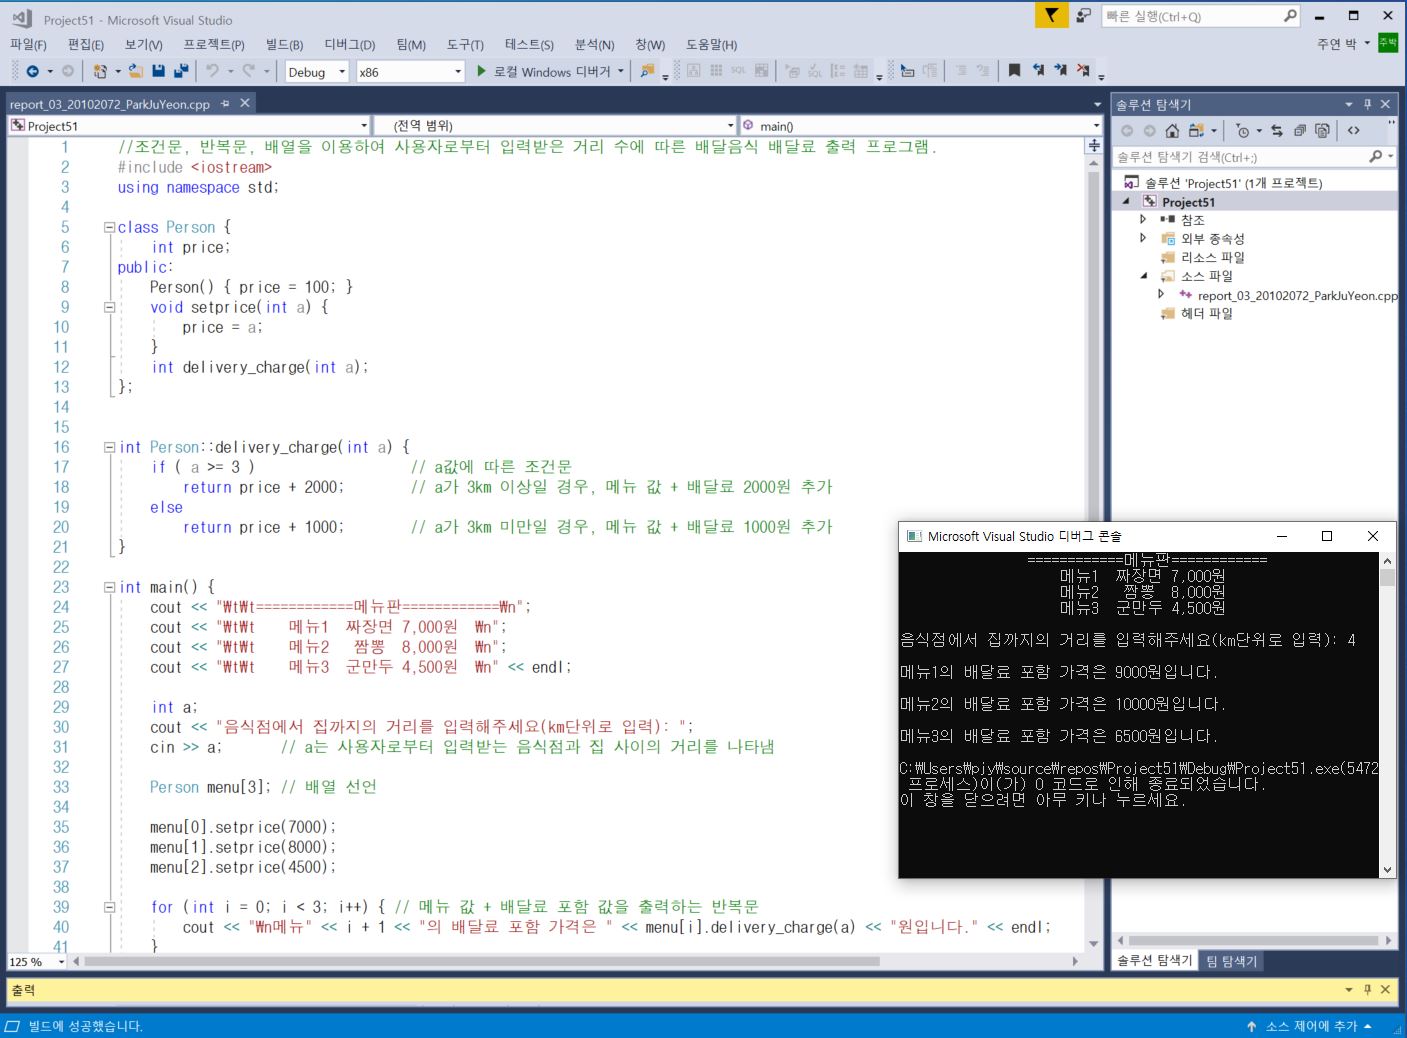 Project51 - Microsoft Visual Studio
빠른 실행(Ctrl+Q)
파일(F) 편집(E) 보기(V) 프로젝트(P) 빌드(B) 디버그(D) 팀(M) 도구(T) 테스트(S) 분석(N) 창(W) 도움말(H)
주연 박 주박
Debug x86 로컬 Windows 디버거
report_03_20102072_ParkJuYeon.cpp
Project51 (전역 범위) main()
1 //조건문, 반복문, 배열을 이용하여 사용자로부터 입력받은 거리 수에 따른 배달음식 배달료 출력 프로그램.
2 #include <iostream>
3 using namespace std;
4
5 class Person {
6 int price;
7 public:
8 Person() { price = 100; }
9 void setprice(int a) {
10 price = a;
11 }
12 int delivery_charge(int a);
13 };
14
15
16 int Person::delivery_charge(int a) {
17 if ( a >= 3 ) // a값에 따른 조건문
18 return price + 2000; // a가 3km 이상일 경우, 메뉴 값 + 배달료 2000원 추가
19 else
20 return price + 1000; // a가 3km 미만일 경우, 메뉴 값 + 배달료 1000원 추가
21 }
22
23 int main() {
24 cout << "₩t₩t============메뉴판============₩n";
25 cout << "₩t₩t 메뉴1 짜장면 7,000원 ₩n";
26 cout << "₩t₩t 메뉴2 짬뽕 8,000원 ₩n";
27 cout << "₩t₩t 메뉴3 군만두 4,500원 ₩n" << endl;
28
29 int a;
30 cout << "음식점에서 집까지의 거리를 입력해주세요(km단위로 입력): ";
31 cin >> a; // a는 사용자로부터 입력받는 음식점과 집 사이의 거리를 나타냄
32
33 Person menu[3]; // 배열 선언
34
35 menu[0].setprice(7000);
36 menu[1].setprice(8000);
37 menu[2].setprice(4500);
38
39 for (int i = 0; i < 3; i++) { // 메뉴 값 + 배달료 포함 값을 출력하는 반복문
40 cout << "₩n메뉴" << i + 1 << "의 배달료 포함 가격은 " << menu[i].delivery_charge(a) << "원입니다." << endl;
41 }
125 %
솔루션 탐색기
솔루션 탐색기 검색(Ctrl+;)
솔루션 'Project51' (1개 프로젝트)
Project51
참조
외부 종속성
리소스 파일
소스 파일
report_03_20102072_ParkJuYeon.cpp
헤더 파일
Microsoft Visual Studio 디버그 콘솔
============메뉴판============
메뉴1 짜장면 7,000원
메뉴2 짬뽕 8,000원
메뉴3 군만두 4,500원
음식점에서 집까지의 거리를 입력해주세요(km단위로 입력): 4
메뉴1의 배달료 포함 가격은 9000원입니다.
메뉴2의 배달료 포함 가격은 10000원입니다.
메뉴3의 배달료 포함 가격은 6500원입니다.
C:₩Users₩pjy₩source₩repos₩Project51₩Debug₩Project51.exe(5472
프로세스)이(가) 0 코드로 인해 종료되었습니다.
이 창을 닫으려면 아무 키나 누르세요.
솔루션 탐색기 팀 탐색기
출력
빌드에 성공했습니다.
소스 제어에 추가